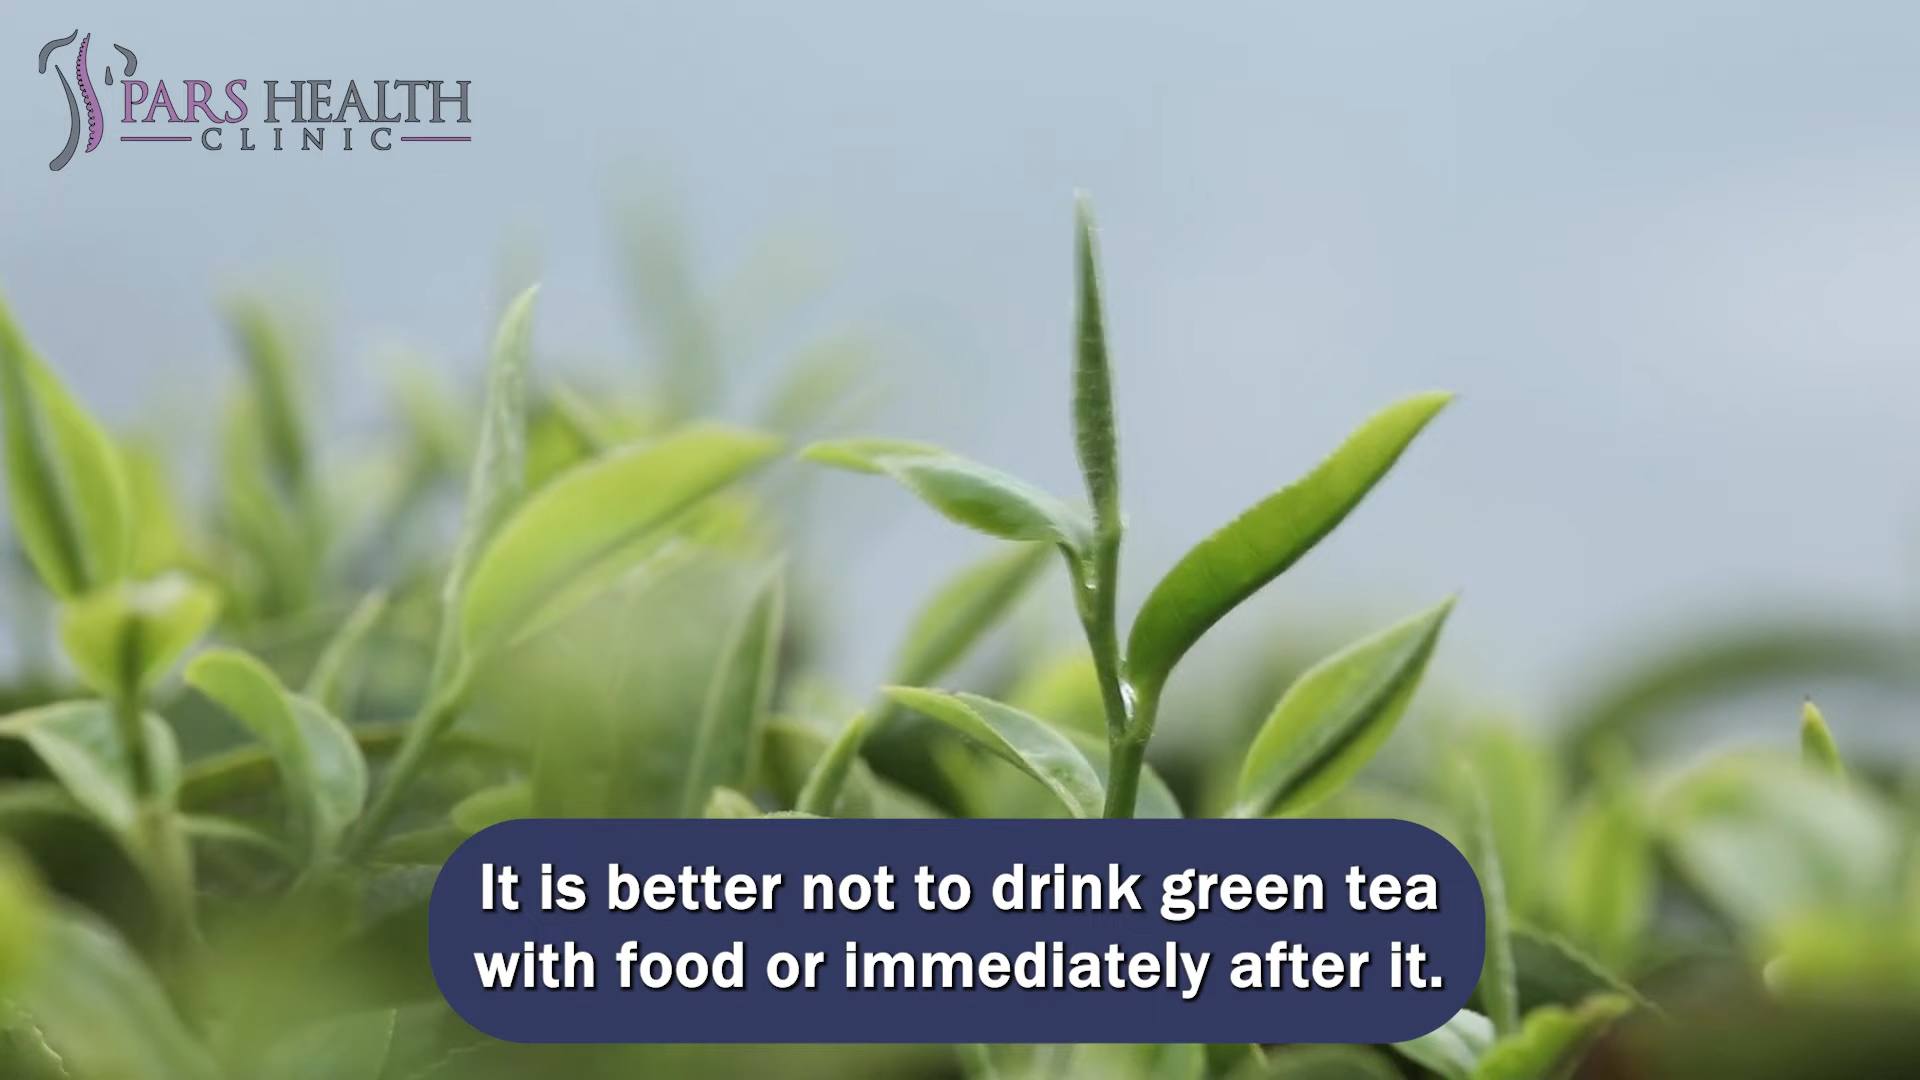 PARS HEALTH
CLINIC
It is better not to drink green tea
with food or immediately after it.